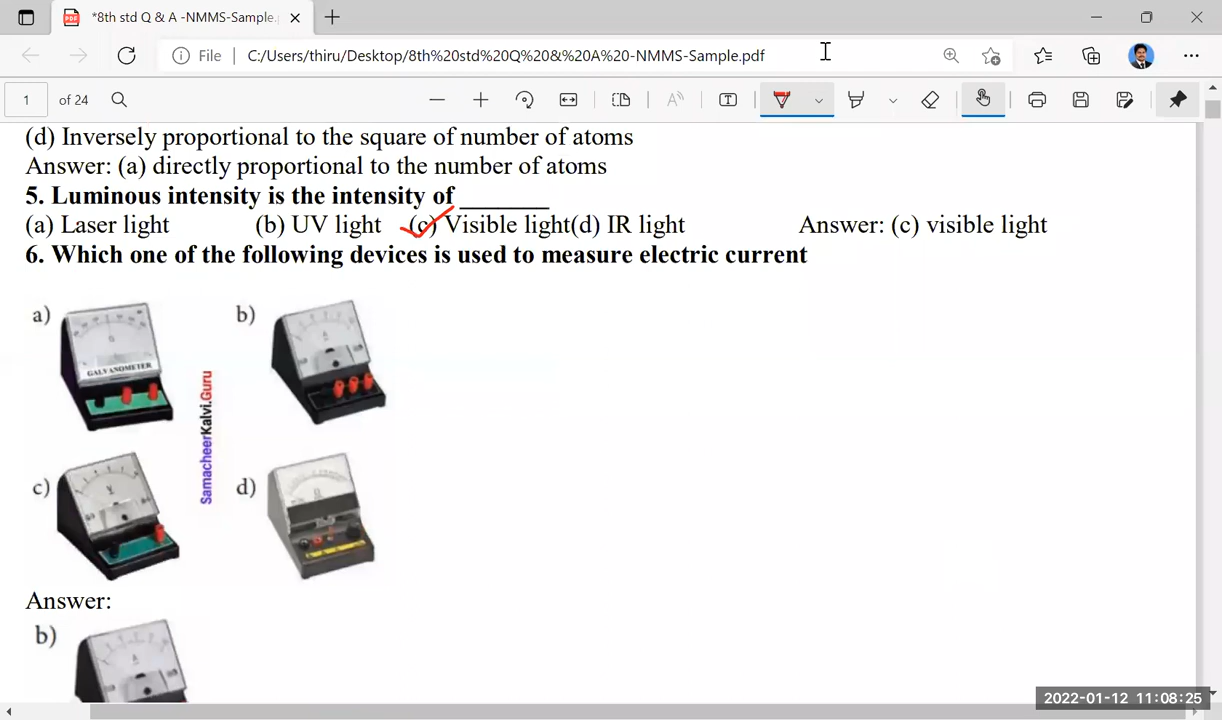 *8th std Q & A -NMMS-Sample.
File
C:/Users/thiru/Desktop/8th%20std%20Q%20&%20A%20-NMMS-Sample.pdf
1 of 24
(d) Inversely proportional to the square of number of atoms
Answer: (a) directly proportional to the number of atoms
5. Luminous intensity is the intensity of _______
(a) Laser light (b) UV light (c) Visible light(d) IR light Answer: (c) visible light
6. Which one of the following devices is used to measure electric current
a) b)
G A
GALVANOMETER
SamacheerKalvi.Guru
c) d)
V
Answer:
b)
A
2022-01-12 11:08:25